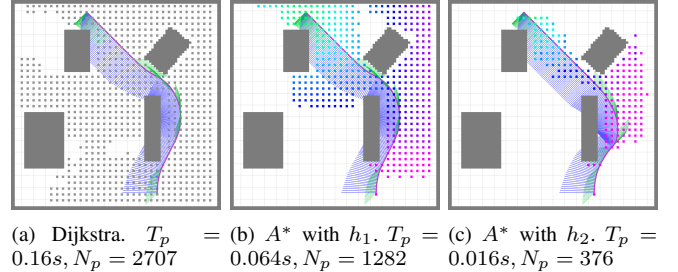 (a) Dijkstra. T_p =
0.16s, N_p = 2707
(b) A* with h_1. T_p =
0.064s, N_p = 1282
(c) A* with h_2. T_p =
0.016s, N_p = 376